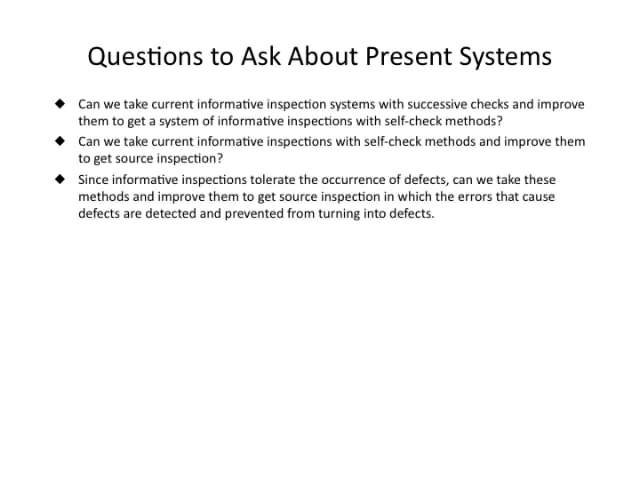 Questions to Ask About Present Systems
◆ Can we take current informative inspection systems with successive checks and improve
them to get a system of informative inspections with self-check methods?
◆ Can we take current informative inspections with self-check methods and improve them
to get source inspection?
◆ Since informative inspections tolerate the occurrence of defects, can we take these
methods and improve them to get source inspection in which the errors that cause
defects are detected and prevented from turning into defects.